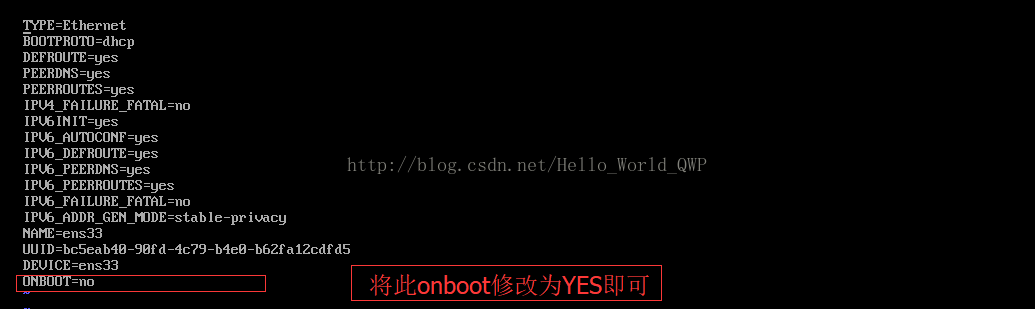 TYPE=Ethernet
BOOTPROTO=dhcp
DEFROUTE=yes
PEERDNS=yes
PEERROUTES=yes
IPV4_FAILURE_FATAL=no
IPV6INIT=yes
IPV6_AUTOCONF=yes
IPV6_DEFROUTE=yes
IPV6_PEERDNS=yes
IPV6_PEERROUTES=yes
IPV6_FAILURE_FATAL=no
IPV6_ADDR_GEN_MODE=stable-privacy
NAME=ens33
UUID=bc5eab40-90fd-4c79-b4e0-b62fa12cdfd5
DEVICE=ens33
ONBOOT=no
~
~
http://blog.csdn.net/Hello_World_QWP
将此onboot修改为YES即可